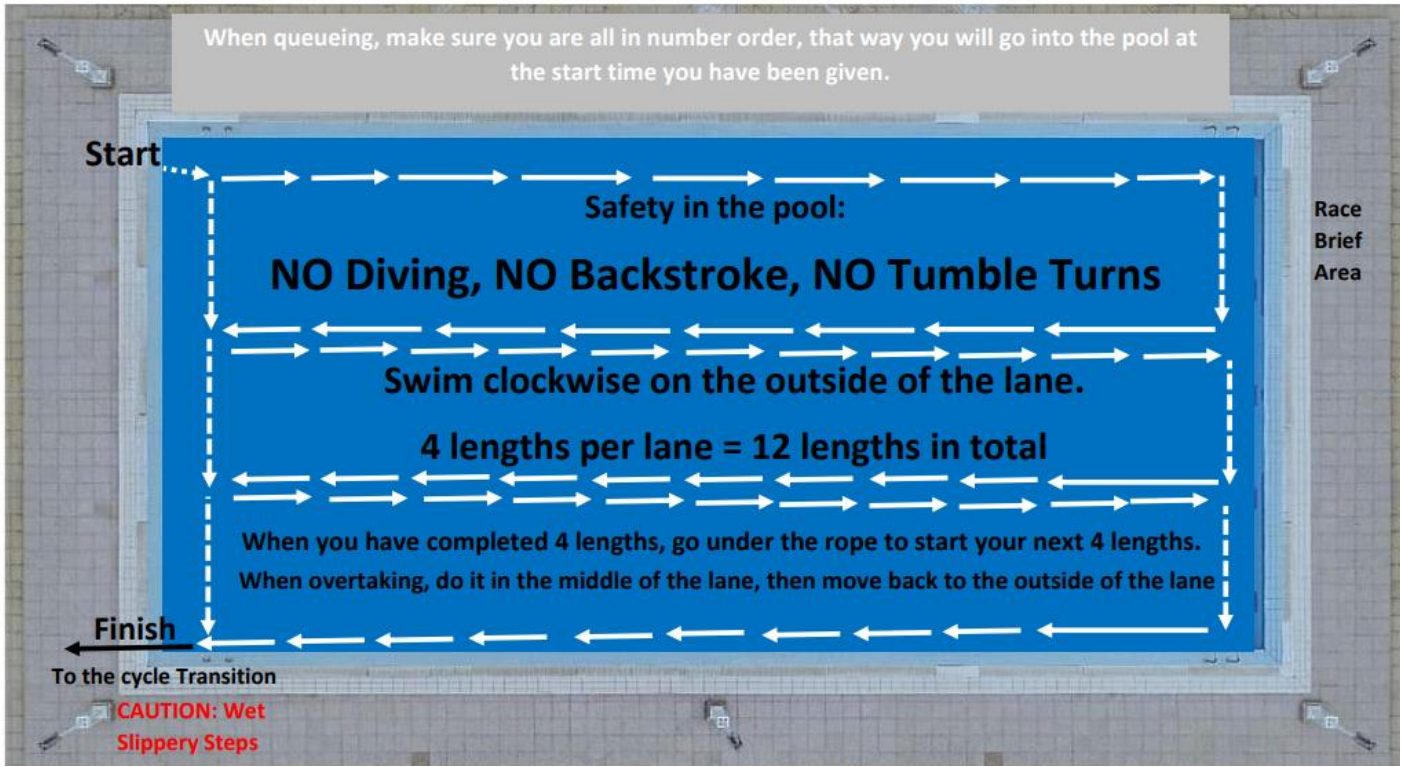 When queueing, make sure you are all in number order, that way you will go into the pool at
the start time you have been given.
Start
Safety in the pool:
Race
Brief
Area
NO Diving, NO Backstroke, NO Tumble Turns
Swim clockwise on the outside of the lane.
4 lengths per lane = 12 lengths in total
When you have completed 4 lengths, go under the rope to start your next 4 lengths.
When overtaking, do it in the middle of the lane, then move back to the outside of the lane
Finish
To the cycle Transition
CAUTION: Wet
Slippery Steps